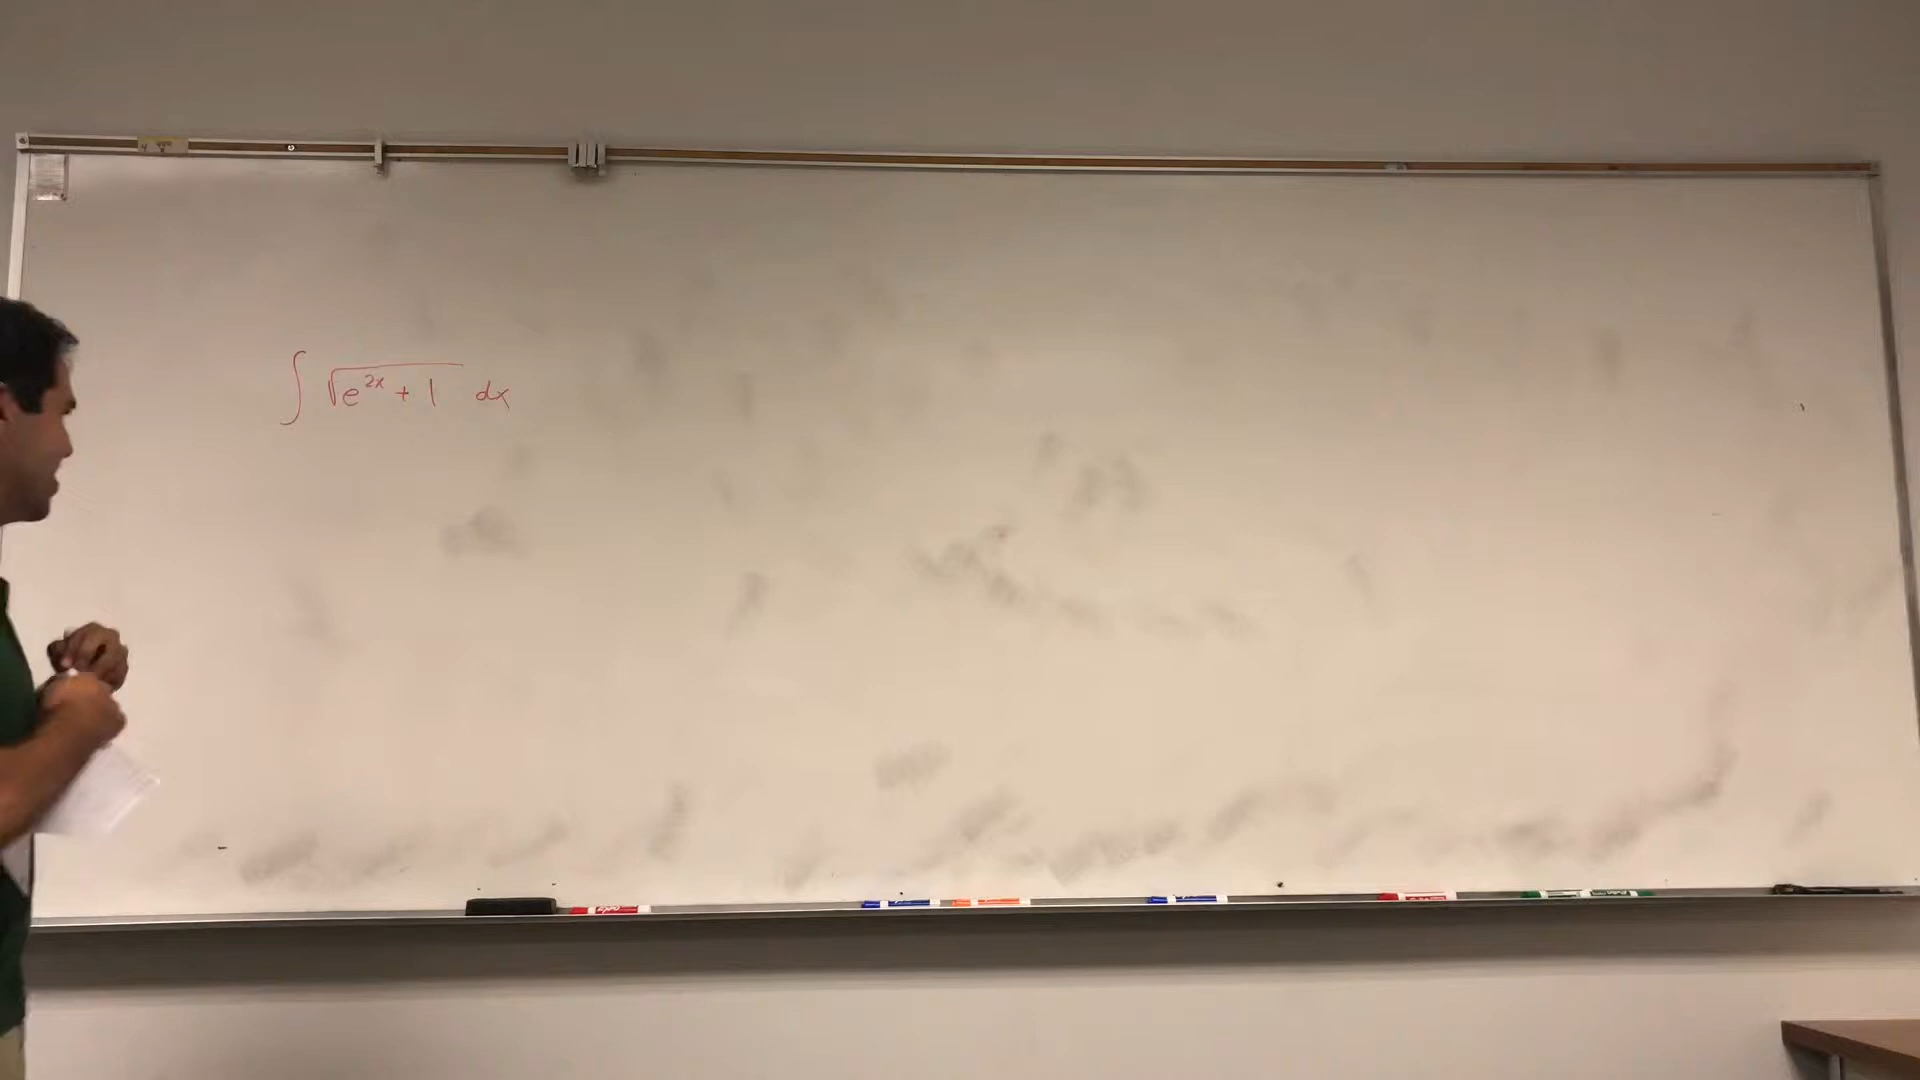 ∫ √(e^{2x} + 1) dx